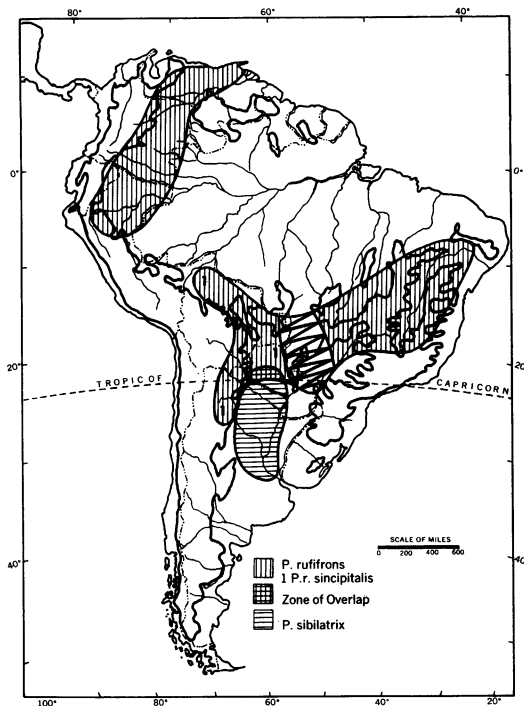 80° 60° 40°
0° 0°
20° 20°
TROPIC OF CAPRICORN
SCALE OF MILES
0 200 400 600
P. rufifrons
1 P.r. sincipitalis
Zone of Overlap
P. sibilatrix
40° 40
100° 80° 60° 40°